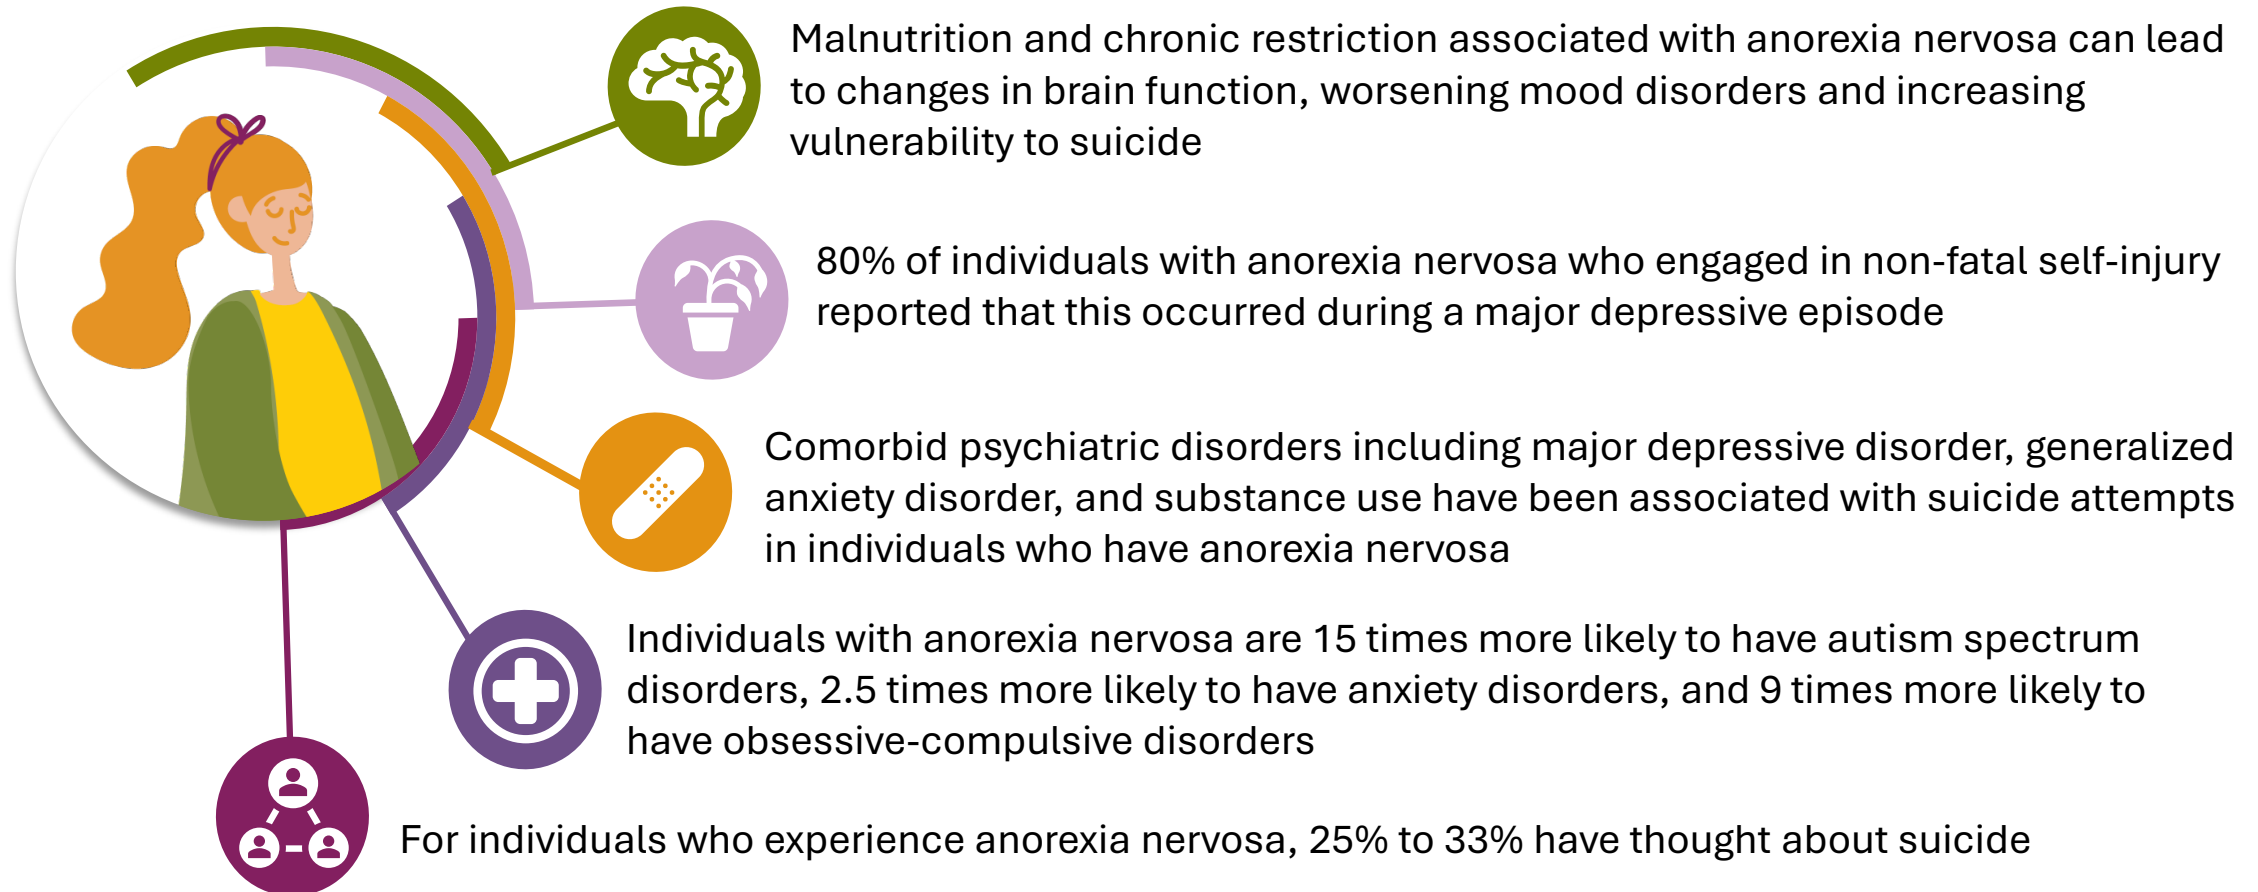 Malnutrition and chronic restriction associated with anorexia nervosa can lead
to changes in brain function, worsening mood disorders and increasing
vulnerability to suicide
80% of individuals with anorexia nervosa who engaged in non-fatal self-injury
reported that this occurred during a major depressive episode
Comorbid psychiatric disorders including major depressive disorder, generalized
anxiety disorder, and substance use have been associated with suicide attempts
in individuals who have anorexia nervosa
Individuals with anorexia nervosa are 15 times more likely to have autism spectrum
disorders, 2.5 times more likely to have anxiety disorders, and 9 times more likely to
have obsessive-compulsive disorders
For individuals who experience anorexia nervosa, 25% to 33% have thought about suicide